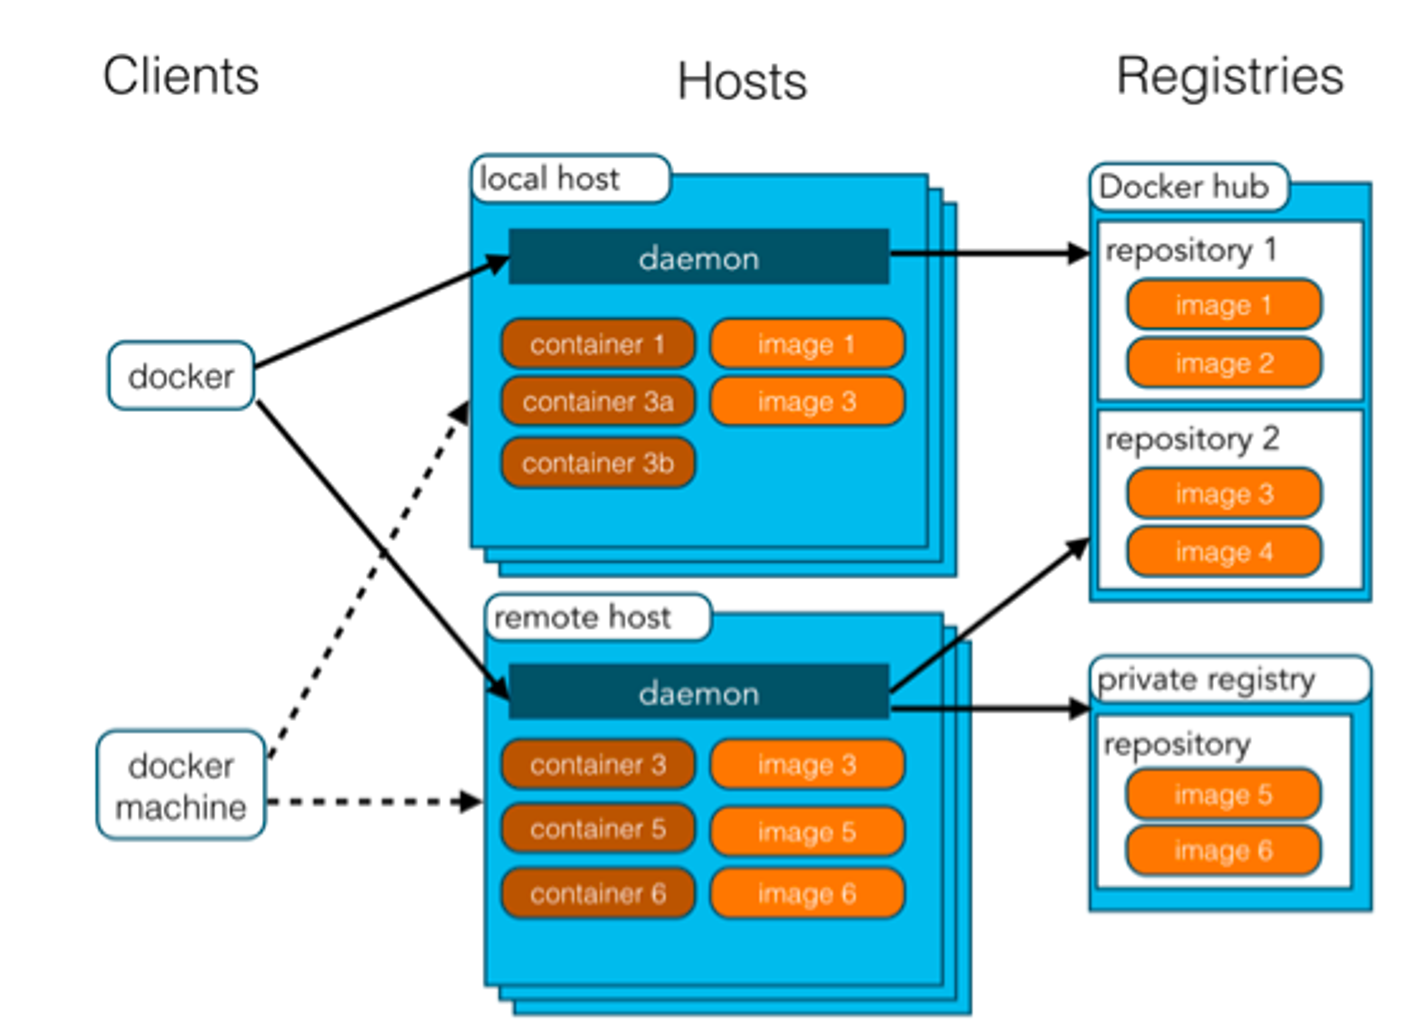 Clients
Hosts
Registries
docker
docker
machine
local host
daemon
container 1
image 1
container 3a
image 3
container 3b
remote host
daemon
container 3
image 3
container 5
image 5
container 6
image 6
Docker hub
repository 1
image 1
image 2
repository 2
image 3
image 4
private registry
repository
image 5
image 6